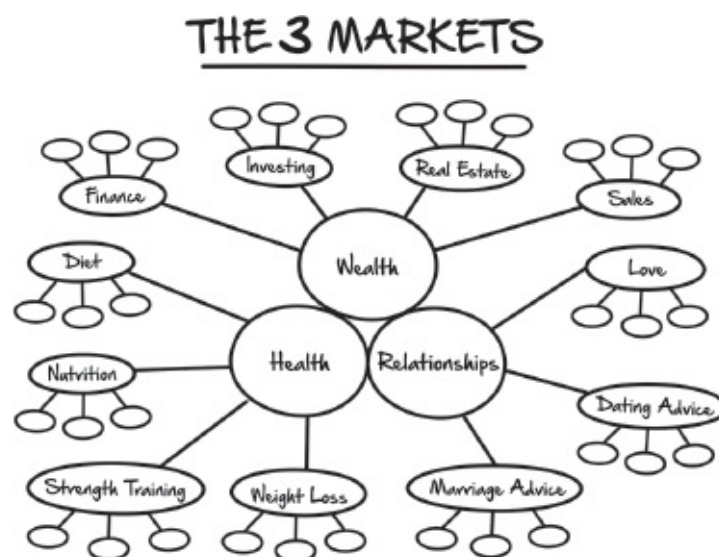 THE 3 MARKETS
Investing
Real Estate
Finance
Sales
Wealth
Diet
Love
Health
Relationships
Nutrition
Dating Advice
Strength Training
Weight Loss
Marriage Advice